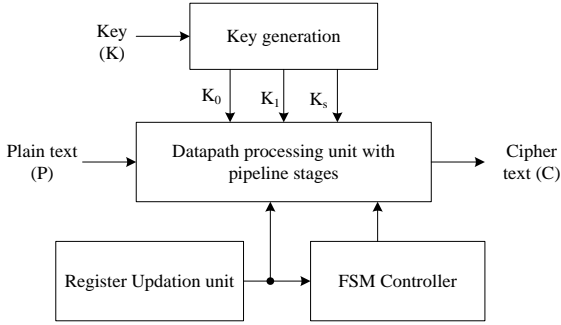 Key
(K)
Key generation
K0
K1
Ks
Plain text
(P)
Datapath processing unit with
pipeline stages
Cipher
text (C)
Register Updation unit
FSM Controller